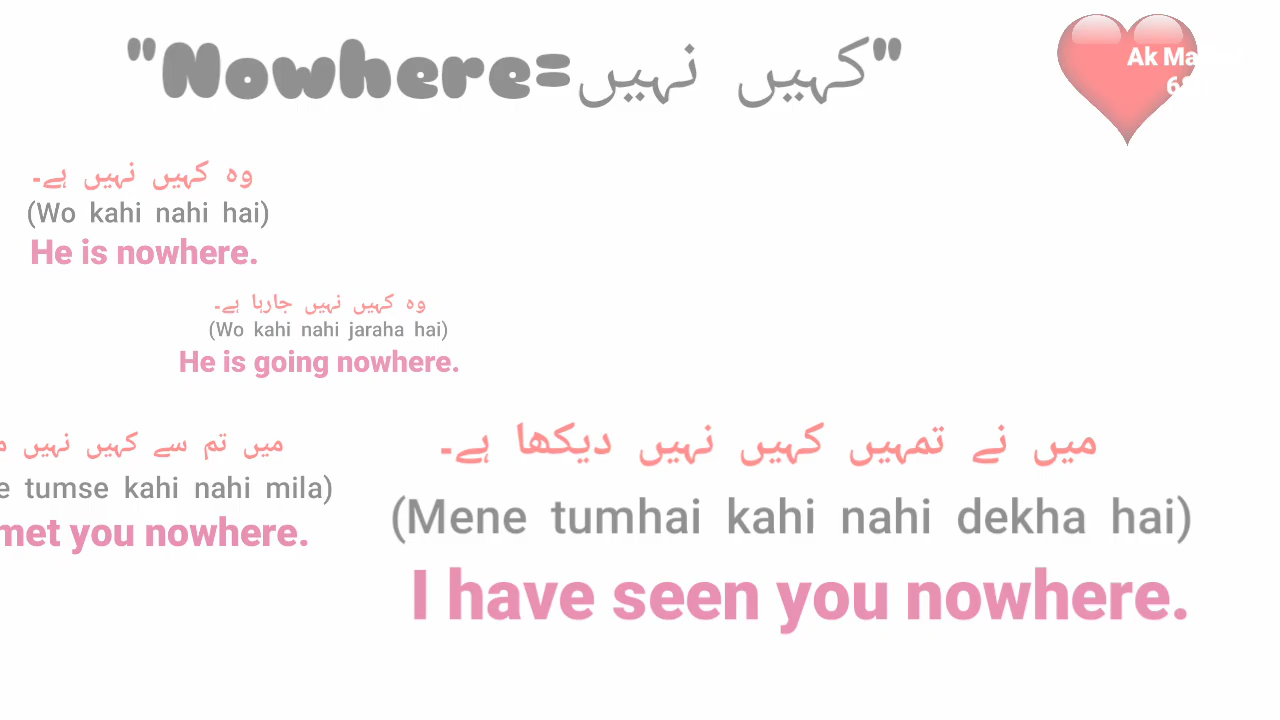 "Nowhere=کہیں نہیں"
Ak
وہ کہیں نہیں ہے۔
(Wo kahi nahi hai)
He is nowhere.
وہ کہیں نہیں جارہا ہے۔
(Wo kahi nahi jaraha hai)
He is going nowhere.
میں تم سے کہیں نہیں
tumse kahi nahi mila)
met you nowhere.
میں نے تمہیں کہیں نہیں دیکھا ہے۔
(Mene tumhai kahi nahi dekha hai)
I have seen you nowhere.